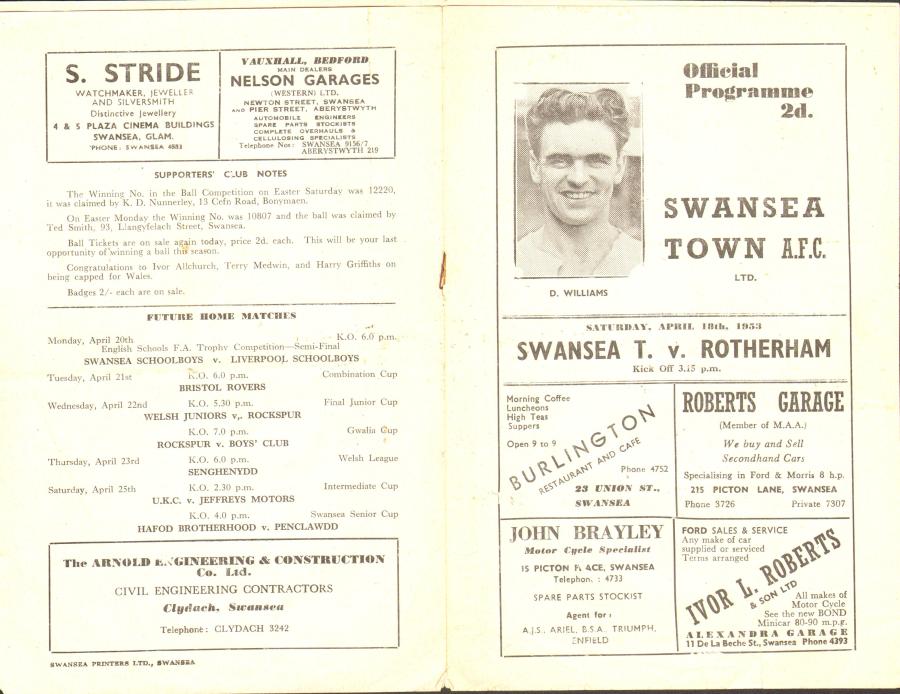 S. STRIDE
WATCHMAKER, JEWELLER
AND SILVERSMITH
Distinctive Jewellery
4 & 5 PLAZA CINEMA BUILDINGS
SWANSEA, GLAM.
'PHONE: SWANSEA 4883
VAUXHALL, BEDFORD
MAIN DEALERS
NELSON GARAGES
(WESTERN) LTD.
NEWTON STREET, SWANSEA
AND PIER STREET, ABERYSTWYTH
AUTOMOBILE ENGINEERS
SPARE PARTS STOCKISTS
COMPLETE OVERHAULS &
CELLULOSING SPECIALISTS
Telephone Nos: SWANSEA 9156/7
ABERYSTWYTH 219
SUPPORTERS' CLUB NOTES
The Winning No. in the Ball Competition on Easter Saturday was 12220,
it was claimed by K. D. Nunnerley, 13 Cefn Road, Bonymaen.
On Easter Monday the Winning No. was 10807 and the ball was claimed by
Ted Smith, 93, Llangyfelach Street, Swansea.
Ball Tickets are on sale again today, price 2d. each. This will be your last
opportunity of winning a ball this season.
Congratulations to Ivor Allchurch, Terry Medwin, and Harry Griffiths on
being capped for Wales.
Badges 2/- each are on sale.
FUTURE HOME MATCHES
Monday, April 20th K.O. 6.0 p.m.
English Schools F.A. Trophy Competition—Semi-Final
SWANSEA SCHOOLBOYS v. LIVERPOOL SCHOOLBOYS
Tuesday, April 21st K.O. 6.0 p.m. Combination Cup
BRISTOL ROVERS
Wednesday, April 22nd K.O. 5.30 p.m. Final Junior Cup
WELSH JUNIORS v. ROCKSPUR
K.O. 7.0 p.m. Gwalia Cup
ROCKSPUR v. BOYS' CLUB
Thursday, April 23rd K.O. 6.0 p.m. Welsh League
SENGHENYDD
Saturday, April 25th K.O. 2.30 p.m. Intermediate Cup
U.K.C. v. JEFFREYS MOTORS
K.O. 4.0 p.m. Swansea Senior Cup
HAFOD BROTHERHOOD v. PENCLAWDD
The ARNOLD ENGINEERING & CONSTRUCTION
Co. Ltd.
CIVIL ENGINEERING CONTRACTORS
Clydach, Swansea
Telephone: CLYDACH 3242
SWANSEA PRINTERS LTD., SWANSEA
Official
Programme
2d.
SWANSEA
TOWN A.F.C.
LTD.
D. WILLIAMS
SATURDAY, APRIL 18th, 1953
SWANSEA T. v. ROTHERHAM
Kick Off 3.15 p.m.
Morning Coffee
Luncheons
High Teas
Suppers
Open 9 to 9
BURLINGTON
RESTAURANT AND CAFE
Phone 4752
23 UNION ST.,
SWANSEA
ROBERTS GARAGE
(Member of M.A.A.)
We buy and Sell
Secondhand Cars
Specialising in Ford & Morris 8 h.p.
215 PICTON LANE, SWANSEA
Phone 3726 Private 7307
JOHN BRAYLEY
Motor Cycle Specialist
15 PICTON PLACE, SWANSEA
Telephone : 4733
SPARE PARTS STOCKIST
Agent for :
A.J.S., ARIEL, B.S.A., TRIUMPH,
ENFIELD
FORD SALES & SERVICE
Any make of car
supplied or serviced
Terms arranged
IVOR L. ROBERTS
& SON LTD
All makes of
Motor Cycle
See the new BOND
Minicar 80-90 m.p.g.
ALEXANDRA GARAGE
11 De La Beche St., Swansea Phone 4393